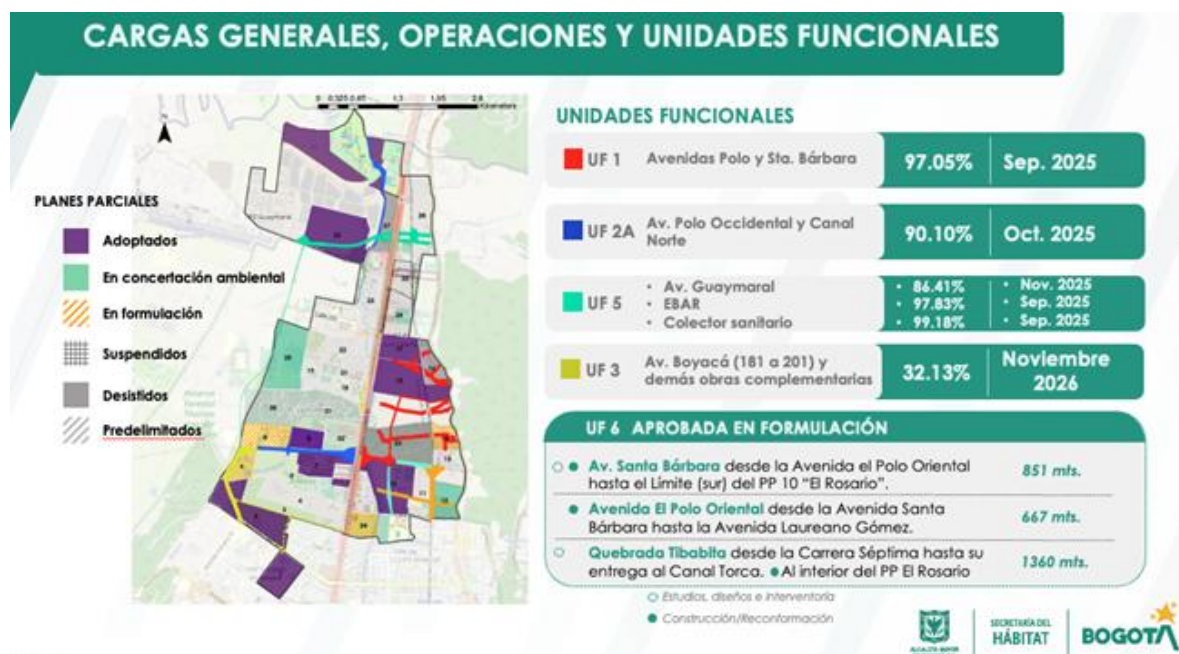 CARGAS GENERALES, OPERACIONES Y UNIDADES FUNCIONALES
PLANES PARCIALES
Adoptados
En concertación ambiental
En formulación
Suspendidos
Desistidos
Predelimitados
UNIDADES FUNCIONALES
UF 1 Avenidas Polo y Sta. Bárbara 97.05% Sep. 2025
UF 2A Av. Polo Occidental y Canal
Norte 90.10% Oct. 2025
UF 5
• Av. Guaymaral • 86.41% • Nov. 2025
• EBAR • 97.83% • Sep. 2025
• Colector sanitario • 99.18% • Sep. 2025
UF 3 Av. Boyacá (181 a 201) y
demás obras complementarias 32.13% Noviembre
2026
UF 6 APROBADA EN FORMULACIÓN
Av. Santa Bárbara desde la Avenida el Polo Oriental
hasta el Límite (sur) del PP 10 “El Rosario”. 851 mts.
Avenida El Polo Oriental desde la Avenida Santa
Bárbara hasta la Avenida Laureano Gómez. 667 mts.
Quebrada Tibabita desde la Carrera Séptima hasta su
entrega al Canal Torca. Al interior del PP El Rosario 1360 mts.
Estudios, diseños e interventoría
Construcción/Reconformación
SECRETARÍA DEL
HÁBITAT
BOGOTÁ